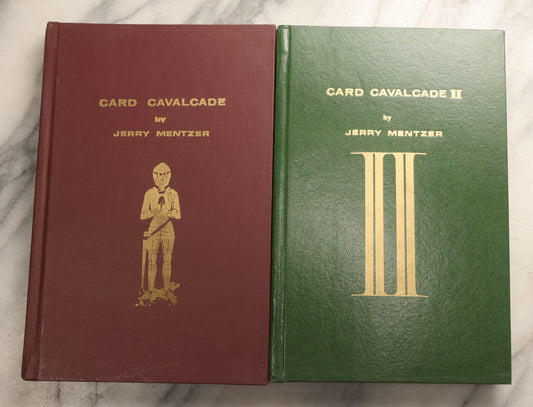 CARD CAVALCADE
by
JERRY MENTZER
CARD CAVALCADE II
by
JERRY MENTZER
II